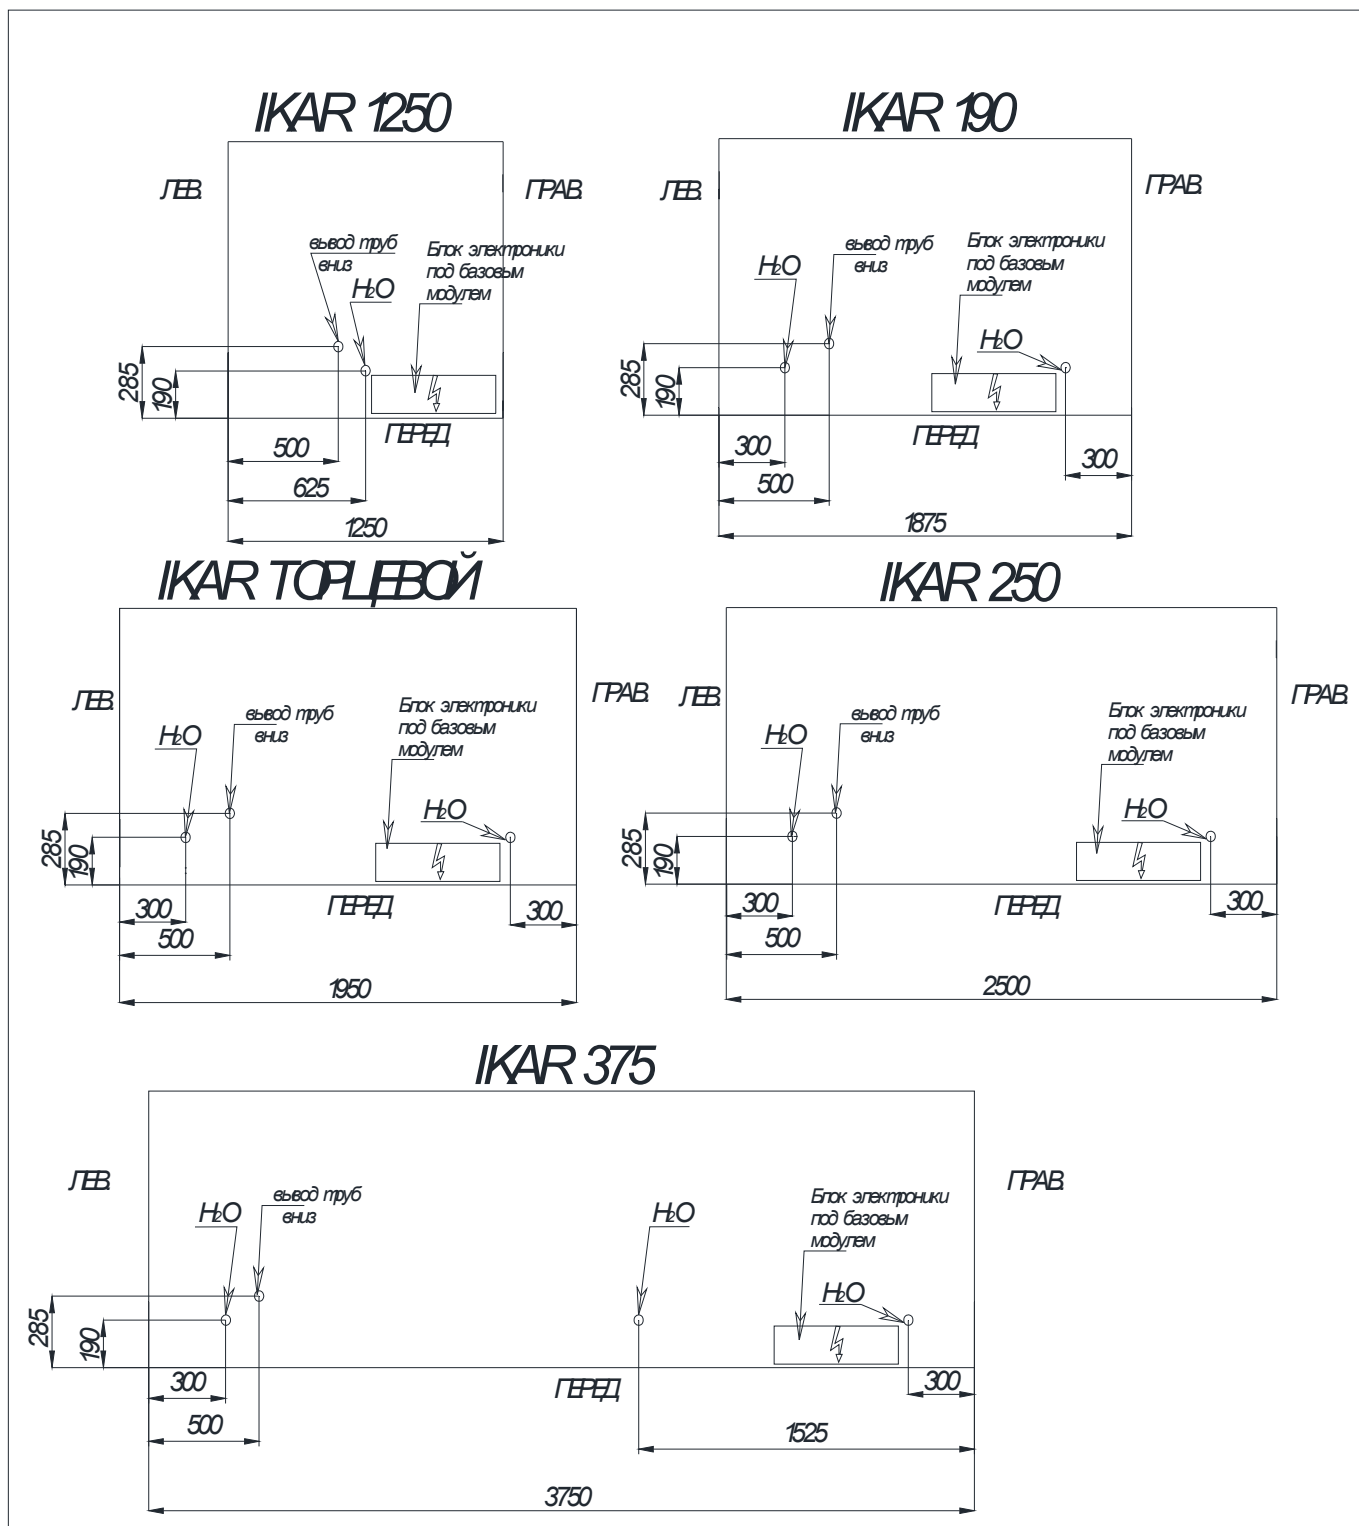 IKAR 1250
ЛЕВ.
ПРАВ.
вывод труб
вниз
H₂O
Блок электроники
под базовым
модулем
285
190
ПЕРЕД
500
625
1250
IKAR 190
ЛЕВ.
ПРАВ.
H₂O
вывод труб
вниз
Блок электроники
под базовым
модулем
H₂O
285
190
ПЕРЕД
300
500
300
1875
IKAR ТОРЦЕВОЙ
ЛЕВ.
ПРАВ.
H₂O
вывод труб
вниз
Блок электроники
под базовым
модулем
H₂O
285
190
ПЕРЕД
300
500
300
1950
IKAR 250
ЛЕВ.
ПРАВ.
H₂O
вывод труб
вниз
Блок электроники
под базовым
модулем
H₂O
285
190
ПЕРЕД
300
500
300
2500
IKAR 375
ЛЕВ.
ПРАВ.
H₂O
вывод труб
вниз
H₂O
Блок электроники
под базовым
модулем
H₂O
285
190
ПЕРЕД
300
500
300
1525
3750